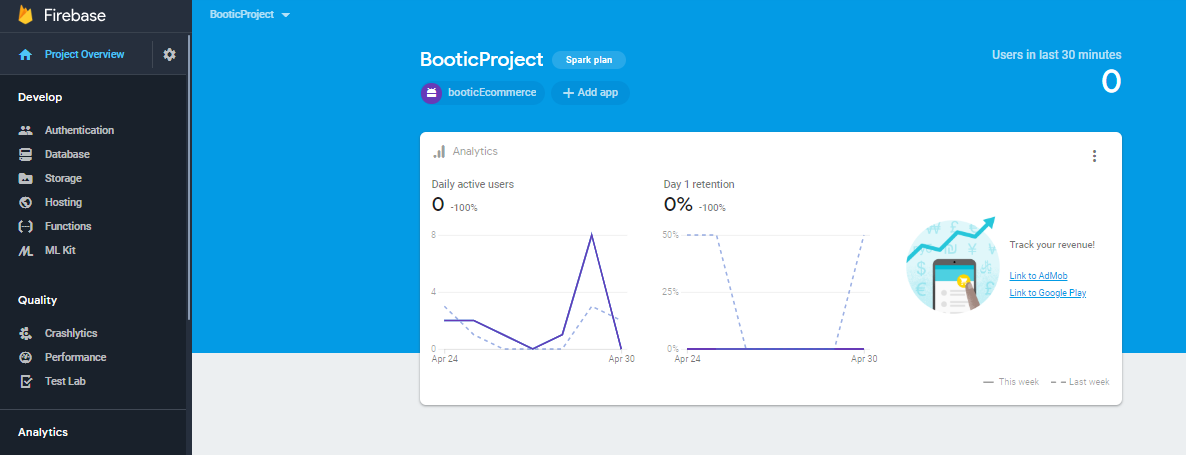 Firebase
Project Overview
Develop
Authentication
Database
Storage
Hosting
Functions
ML Kit
Quality
Crashlytics
Performance
Test Lab
Analytics
BooticProject
BooticProject Spark plan
booticEcommerce + Add app
Users in last 30 minutes
0
Analytics
Daily active users
0 -100%
8
4
0
Apr 24 Apr 30
Day 1 retention
0% -100%
50%
25%
0%
Apr 24 Apr 30
Track your revenue!
Link to AdMob
Link to Google Play
This week Last week